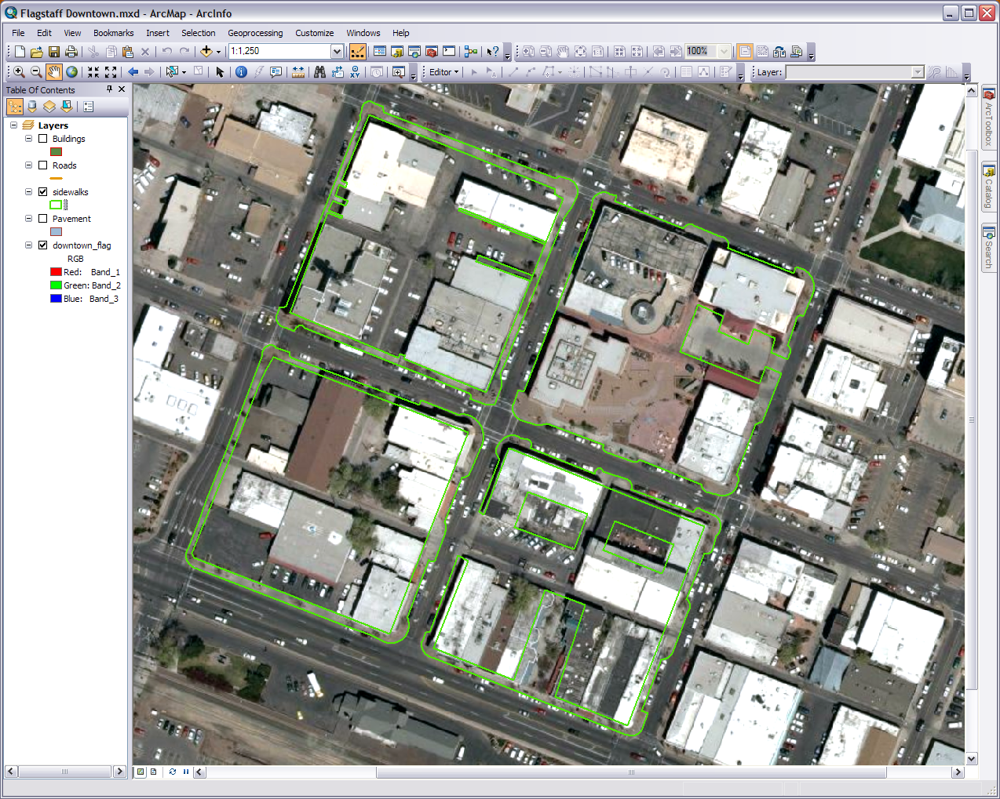 Flagstaff Downtown.mxd - ArcMap - ArcInfo
File Edit View Bookmarks Insert Selection Geoprocessing Customize Windows Help
1:1,250
100%
Editor
Layer:
Table Of Contents
Layers
Buildings
Roads
sidewalks
Pavement
downtown_flag
RGB
Red: Band_1
Green: Band_2
Blue: Band_3
ArcToolbox
Catalog
Search